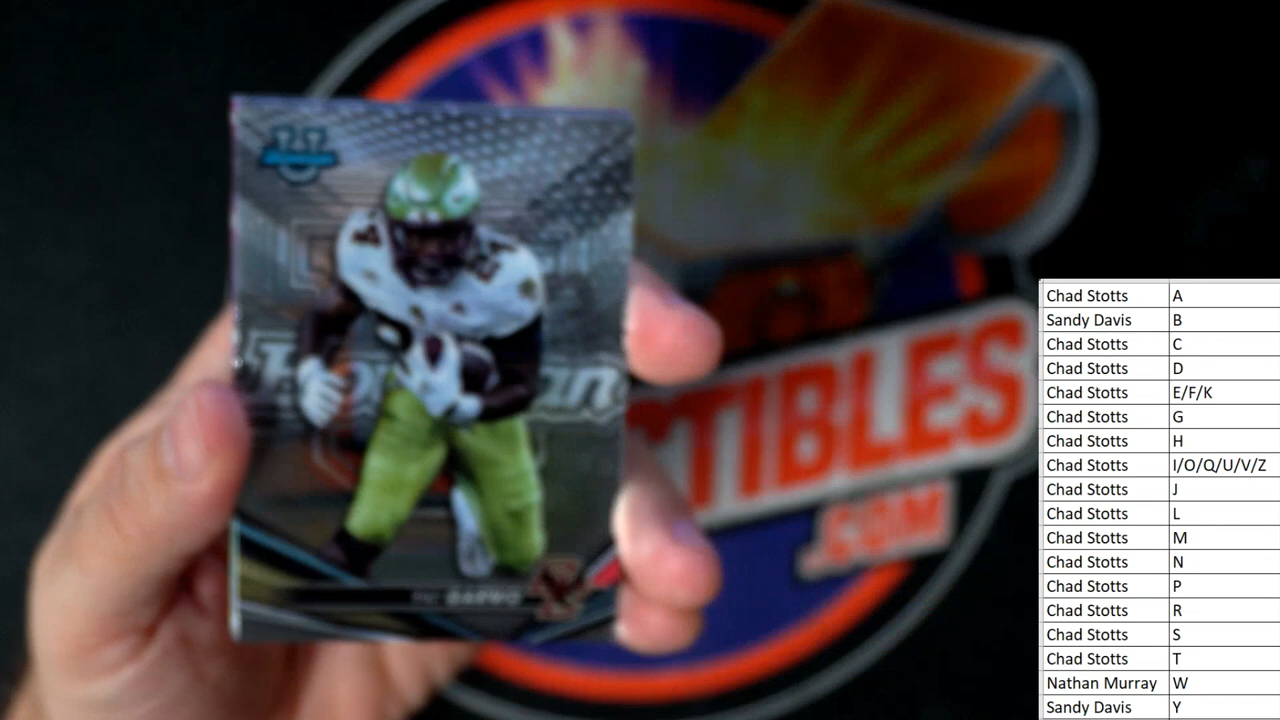 TIBLES
.COM
Chad Stotts A
Sandy Davis B
Chad Stotts C
Chad Stotts D
Chad Stotts E/F/K
Chad Stotts G
Chad Stotts H
Chad Stotts I/O/Q/U/V/Z
Chad Stotts J
Chad Stotts L
Chad Stotts M
Chad Stotts N
Chad Stotts P
Chad Stotts R
Chad Stotts S
Chad Stotts T
Nathan Murray W
Sandy Davis Y